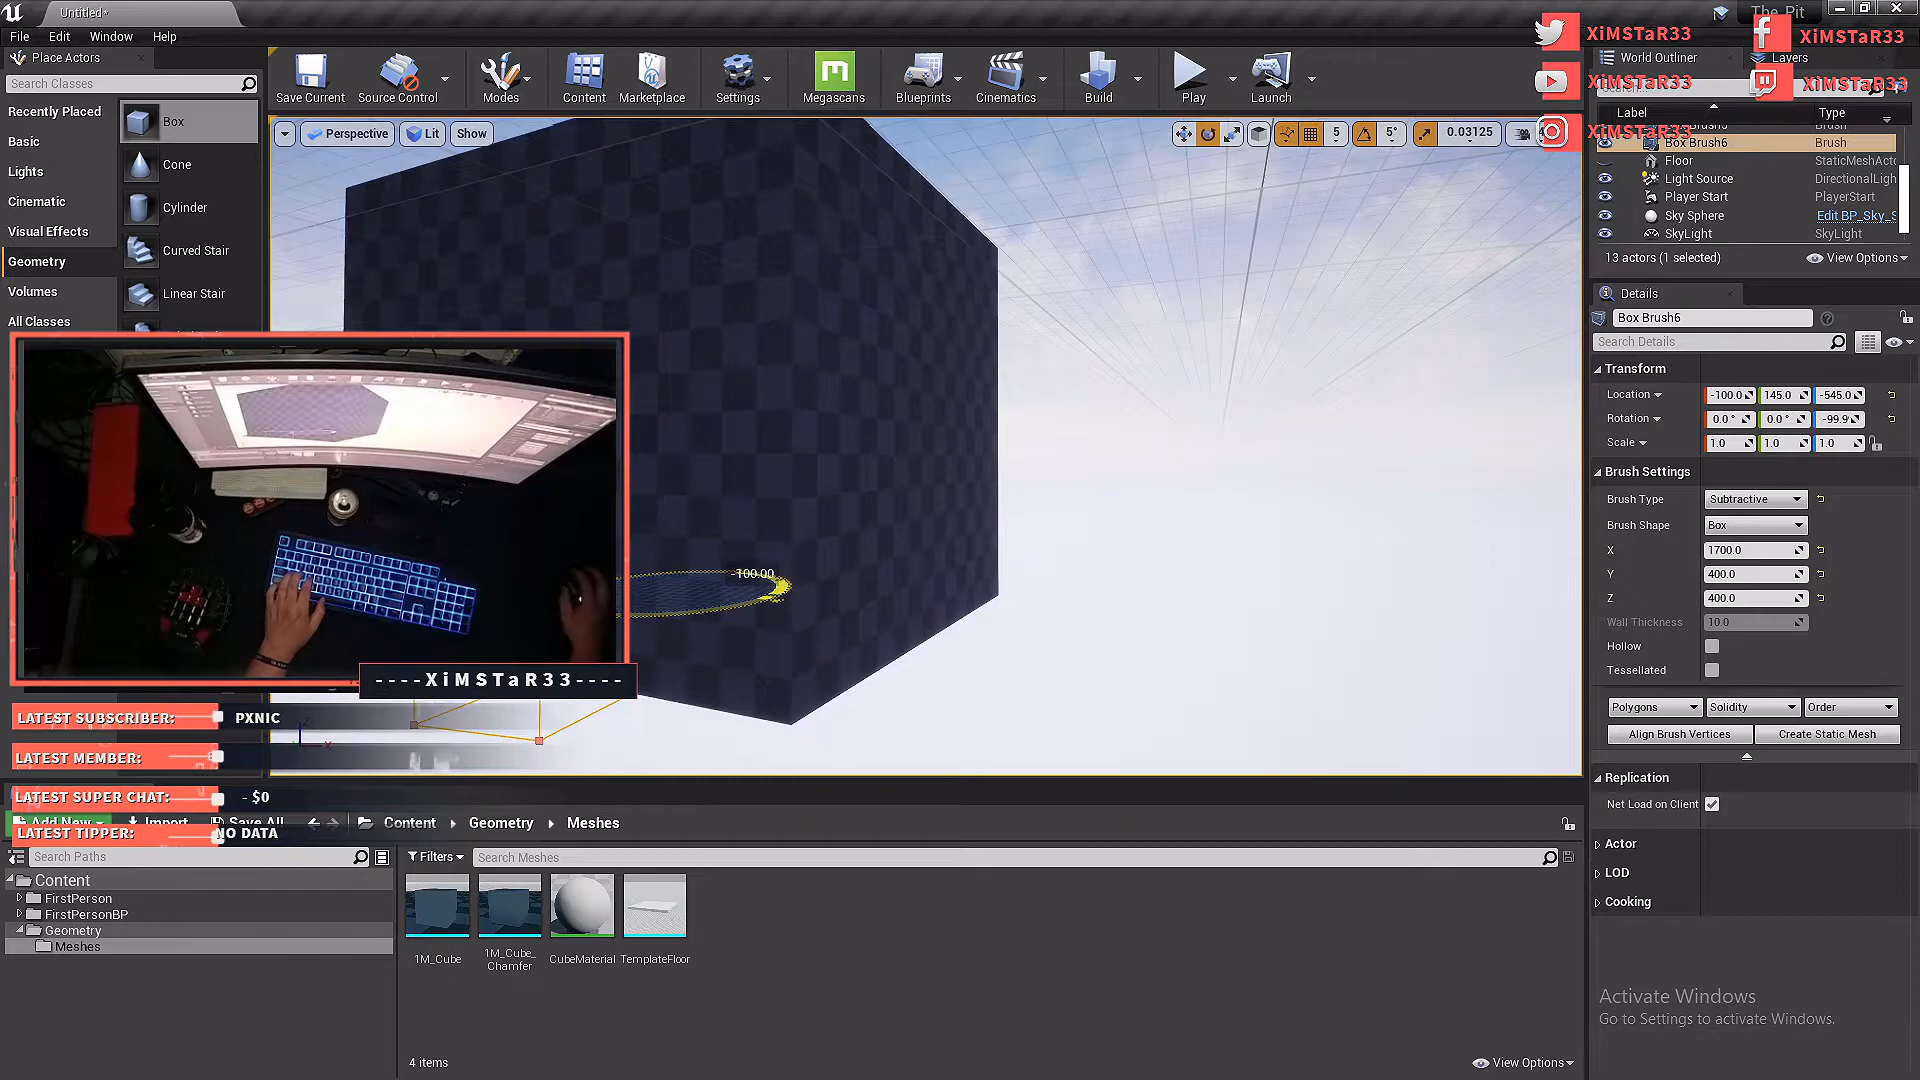 Untitled*
The Pit
File Edit Window Help
XiMSTaR33
XiMSTaR33
XiMSTaR33
XiMSTaR33
XiMSTaR33
Place Actors
Search Classes
Recently Placed
Basic
Lights
Cinematic
Visual Effects
Geometry
Volumes
All Classes
Box
Cone
Cylinder
Curved Stair
Linear Stair
Save Current
Source Control
Modes
Content
Marketplace
Settings
Megascans
Blueprints
Cinematics
Build
Play
Launch
Perspective Lit Show
5 5° 0.03125
-100.00
World Outliner Layers
Label Type
Box Brush6 Brush
Floor StaticMeshActo
Light Source DirectionalLigh
Player Start PlayerStart
Sky Sphere Edit BP_Sky_S
SkyLight SkyLight
13 actors (1 selected) View Options
Details
Box Brush6
Search Details
Transform
Location -100.0 145.0 -545.0
Rotation 0.0 ° 0.0 ° -99.9
Scale 1.0 1.0 1.0
Brush Settings
Brush Type Subtractive
Brush Shape Box
X 1700.0
Y 400.0
Z 400.0
Wall Thickness 10.0
Hollow
Tessellated
Polygons Solidity Order
Align Brush Vertices Create Static Mesh
Replication
Net Load on Client
Actor
LOD
Cooking
Activate Windows
Go to Settings to activate Windows.
----XiMSTaR33----
LATEST SUBSCRIBER: PXNIC
LATEST MEMBER:
LATEST SUPER CHAT: - $0
LATEST TIPPER: NO DATA
Add New Import Save All Content Geometry Meshes
Search Paths
Content
FirstPerson
FirstPersonBP
Geometry
Meshes
Filters Search Meshes
1M_Cube
1M_Cube_
Chamfer
CubeMaterial
TemplateFloor
4 items
View Options